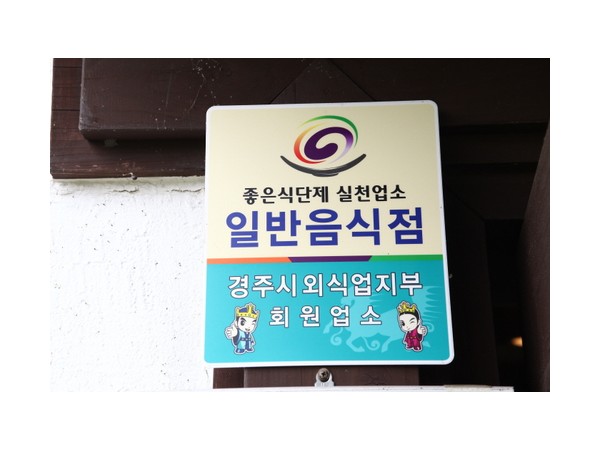 좋은식단제 실천업소
일반음식점
경주시외식업지부
회원업소